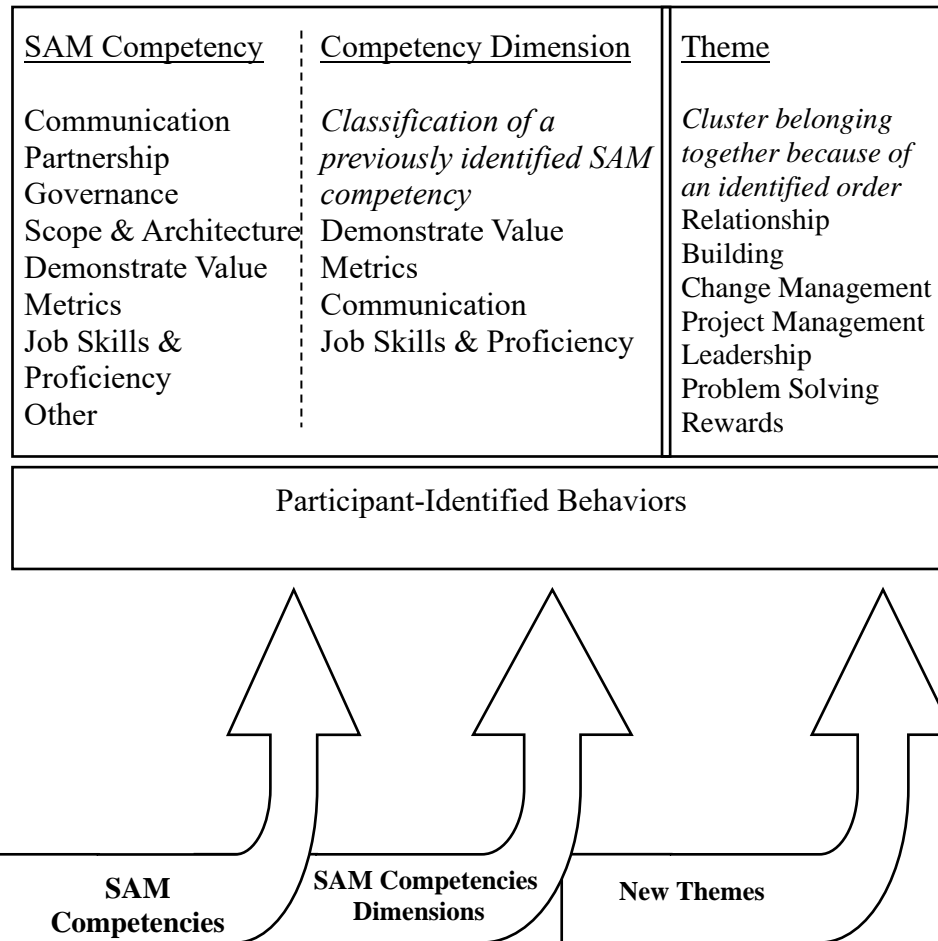 SAM Competency
Communication
Partnership
Governance
Scope & Architecture
Demonstrate Value
Metrics
Job Skills &
Proficiency
Other
Competency Dimension
Classification of a
previously identified SAM
competency
Demonstrate Value
Metrics
Communication
Job Skills & Proficiency
Theme
Cluster belonging
together because of
an identified order
Relationship
Building
Change Management
Project Management
Leadership
Problem Solving
Rewards
Participant-Identified Behaviors
SAM
Competencies
SAM Competencies
Dimensions
New Themes